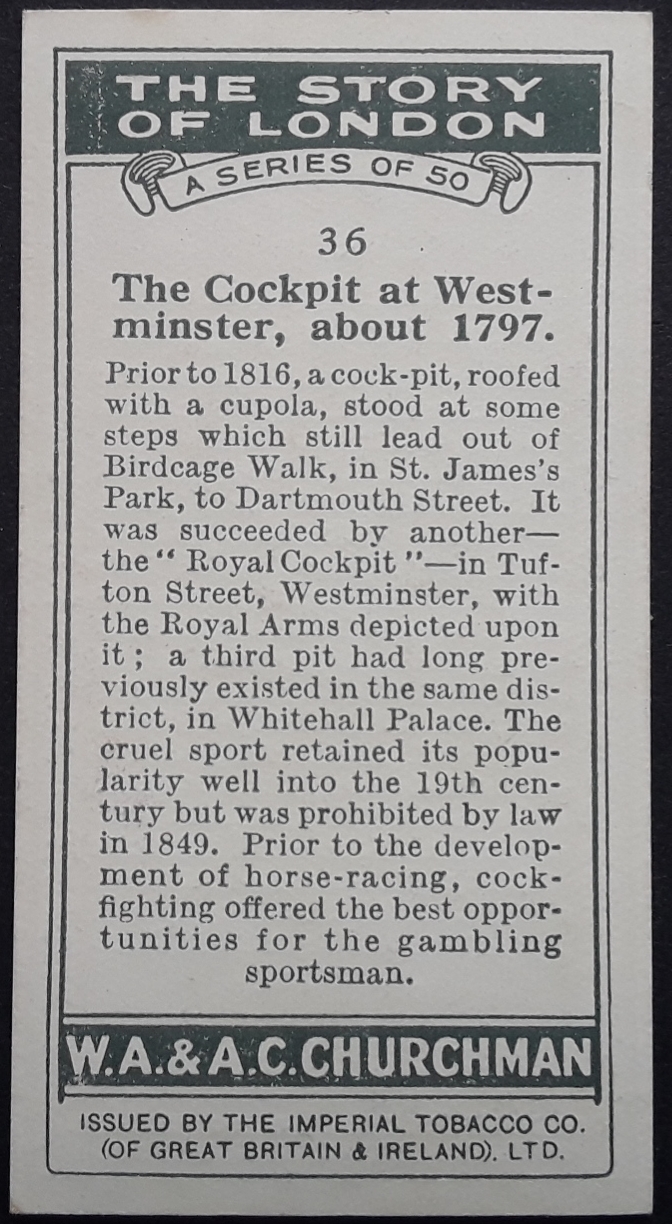 THE STORY
OF LONDON
A SERIES OF 50
36
The Cockpit at West-
minster, about 1797.
Prior to 1816, a cock-pit, roofed
with a cupola, stood at some
steps which still lead out of
Birdcage Walk, in St. James's
Park, to Dartmouth Street. It
was succeeded by another—
the " Royal Cockpit "—in Tuf-
ton Street, Westminster, with
the Royal Arms depicted upon
it ; a third pit had long pre-
viously existed in the same dis-
trict, in Whitehall Palace. The
cruel sport retained its popu-
larity well into the 19th cen-
tury but was prohibited by law
in 1849. Prior to the develop-
ment of horse-racing, cock-
fighting offered the best oppor-
tunities for the gambling
sportsman.
W.A.& A.C.CHURCHMAN
ISSUED BY THE IMPERIAL TOBACCO CO.
(OF GREAT BRITAIN & IRELAND). LTD.